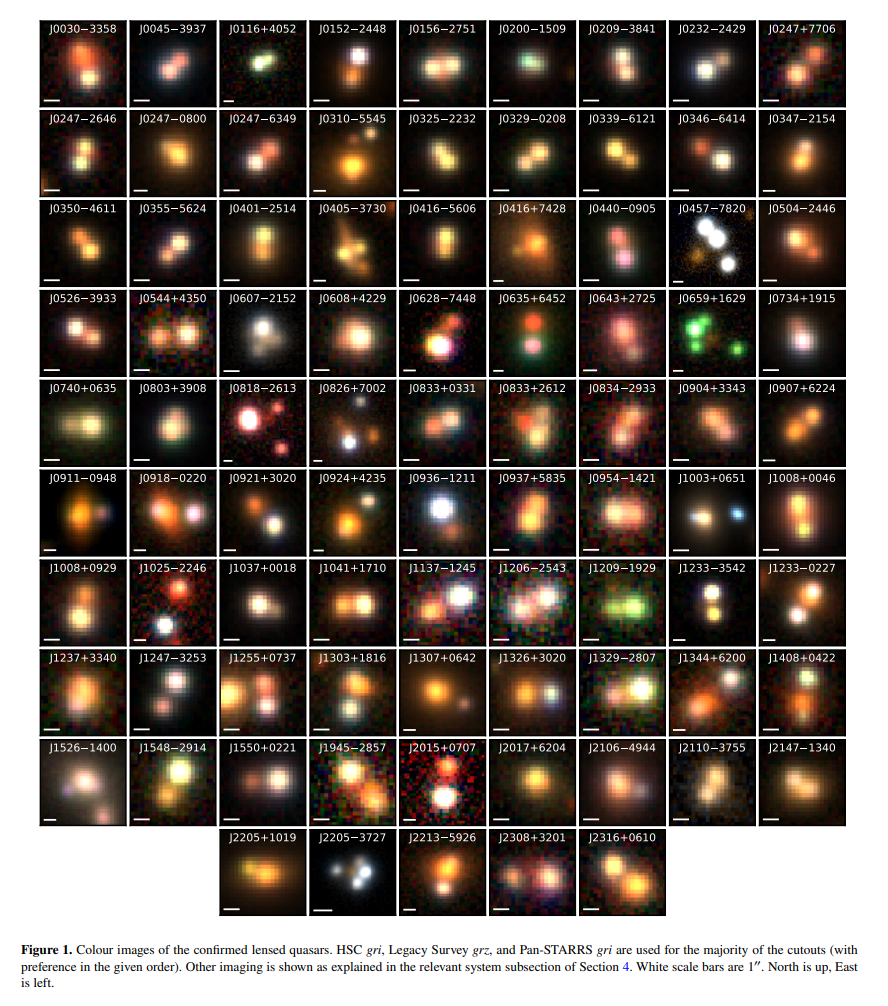 J0030−3358 J0045−3937 J0116+4052 J0152−2448 J0156−2751 J0200−1509 J0209−3841 J0232−2429 J0247+7706
J0247−2646 J0247−0800 J0247−6349 J0310−5545 J0325−2232 J0329−0208 J0339−6121 J0346−6414 J0347−2154
J0350−4611 J0355−5624 J0401−2514 J0405−3730 J0416−5606 J0416+7428 J0440−0905 J0457−7820 J0504−2446
J0526−3933 J0544+4350 J0607−2152 J0608+4229 J0628−7448 J0635+6452 J0643+2725 J0659+1629 J0734+1915
J0740+0635 J0803+3908 J0818−2613 J0826+7002 J0833+0331 J0833+2612 J0834−2933 J0904+3343 J0907+6224
J0911−0948 J0918−0220 J0921+3020 J0924+4235 J0936−1211 J0937+5835 J0954−1421 J1003+0651 J1008+0046
J1008+0929 J1025−2246 J1037+0018 J1041+1710 J1137−1245 J1206−2543 J1209−1929 J1233−3542 J1233−0227
J1237+3340 J1247−3253 J1255+0737 J1303+1816 J1307+0642 J1326+3020 J1329−2807 J1344+6200 J1408+0422
J1526−1400 J1548−2914 J1550+0221 J1945−2857 J2015+0707 J2017+6204 J2106−4944 J2110−3755 J2147−1340
J2205+1019 J2205−3727 J2213−5926 J2308+3201 J2316+0610
Figure 1. Colour images of the confirmed lensed quasars. HSC gri, Legacy Survey grz, and Pan-STARRS gri are used for the majority of the cutouts (with
preference in the given order). Other imaging is shown as explained in the relevant system subsection of Section 4. White scale bars are 1″. North is up, East
is left.